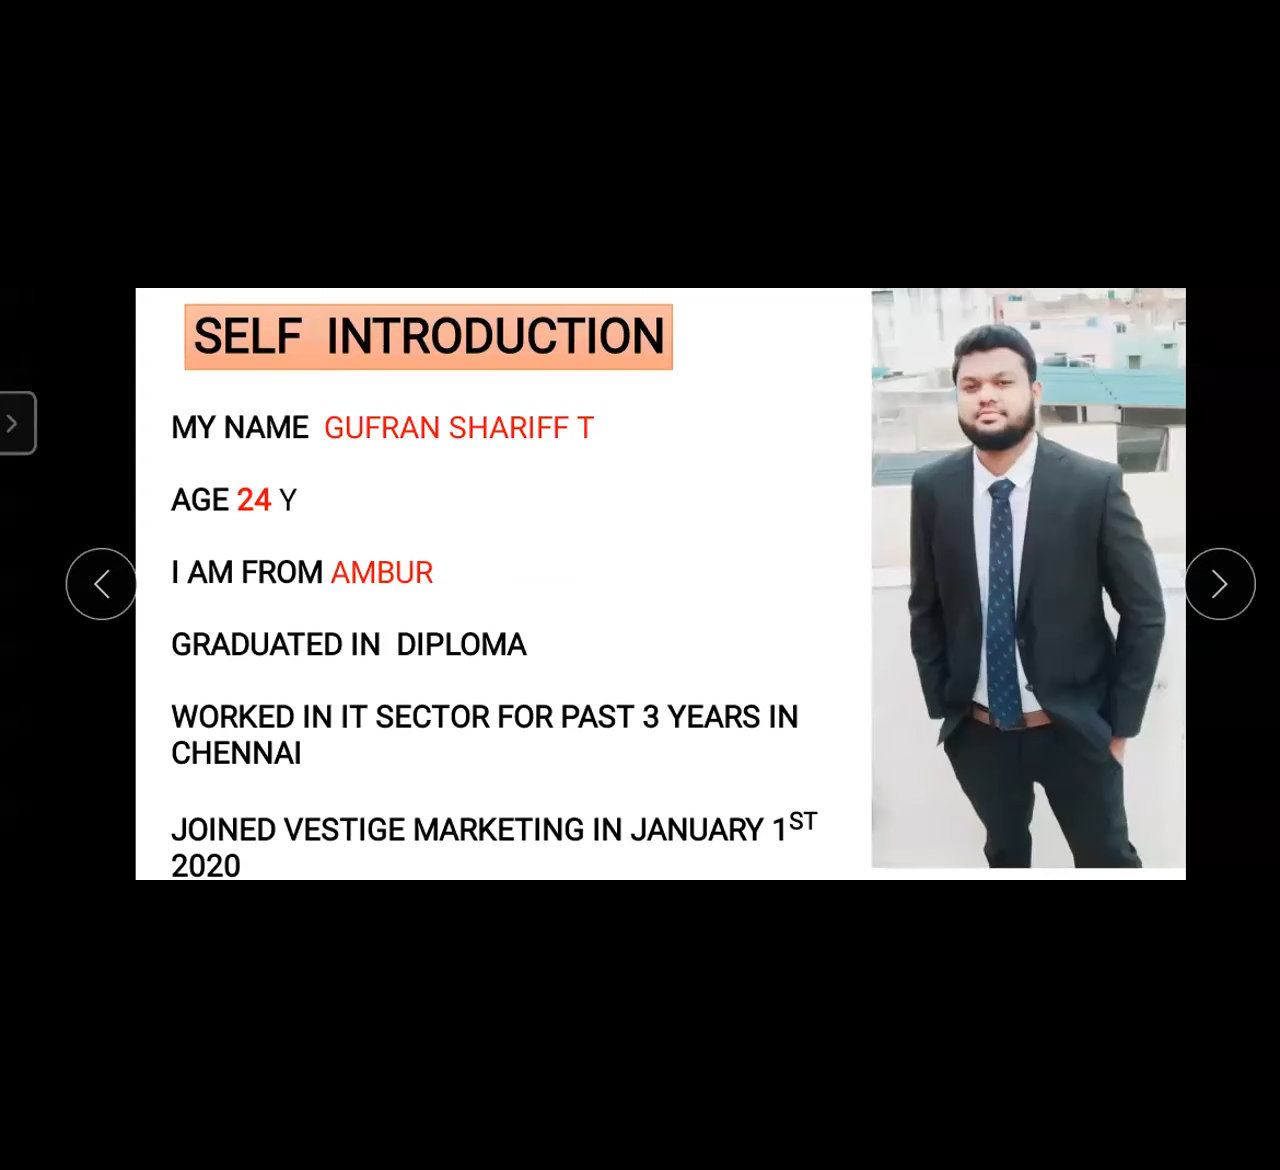 SELF INTRODUCTION
MY NAME GUFRAN SHARIFF T
AGE 24 Y
I AM FROM AMBUR
GRADUATED IN DIPLOMA
WORKED IN IT SECTOR FOR PAST 3 YEARS IN
CHENNAI
JOINED VESTIGE MARKETING IN JANUARY 1ST
2020